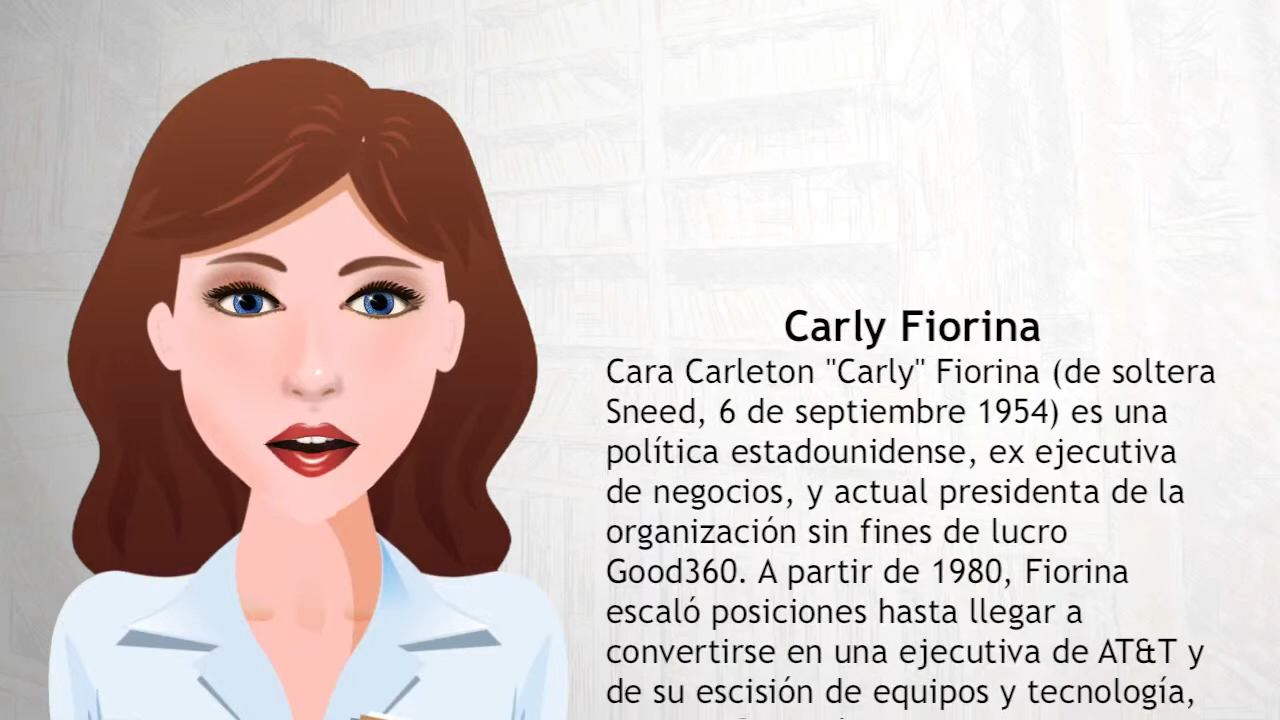 Carly Fiorina
Cara Carleton "Carly" Fiorina (de soltera
Sneed, 6 de septiembre 1954) es una
política estadounidense, ex ejecutiva
de negocios, y actual presidenta de la
organización sin fines de lucro
Good360. A partir de 1980, Fiorina
escaló posiciones hasta llegar a
convertirse en una ejecutiva de AT&T y
de su escisión de equipos y tecnología,